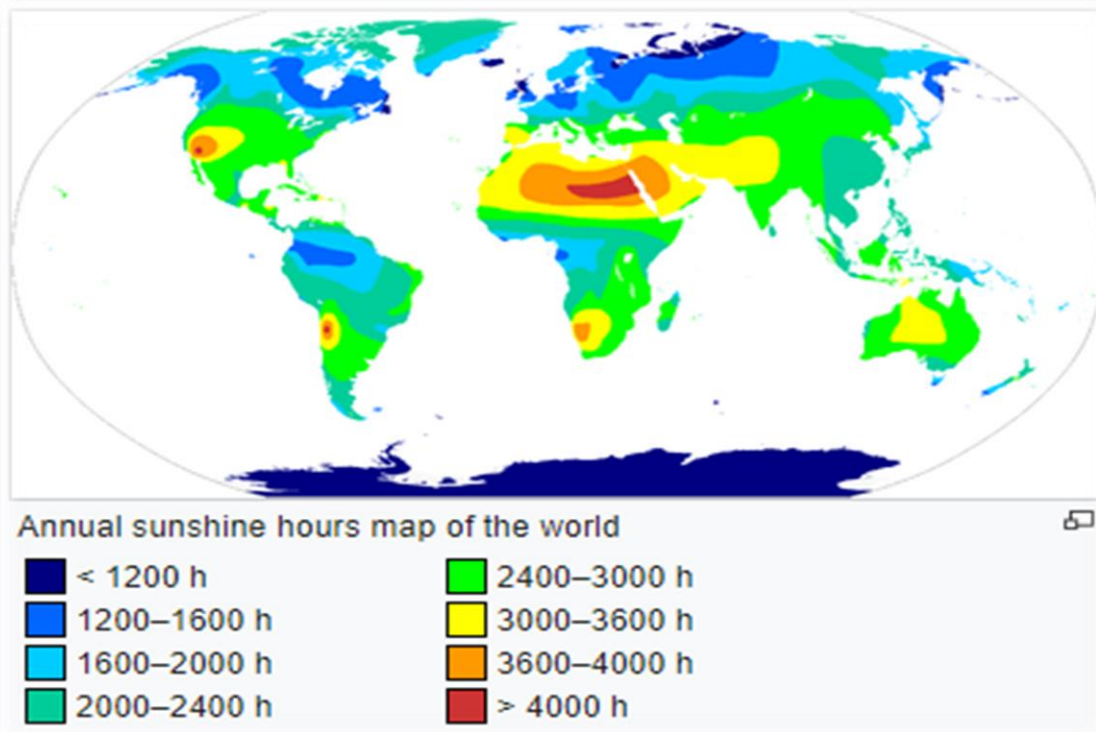 Annual sunshine hours map of the world
< 1200 h
1200–1600 h
1600–2000 h
2000–2400 h
2400–3000 h
3000–3600 h
3600–4000 h
> 4000 h